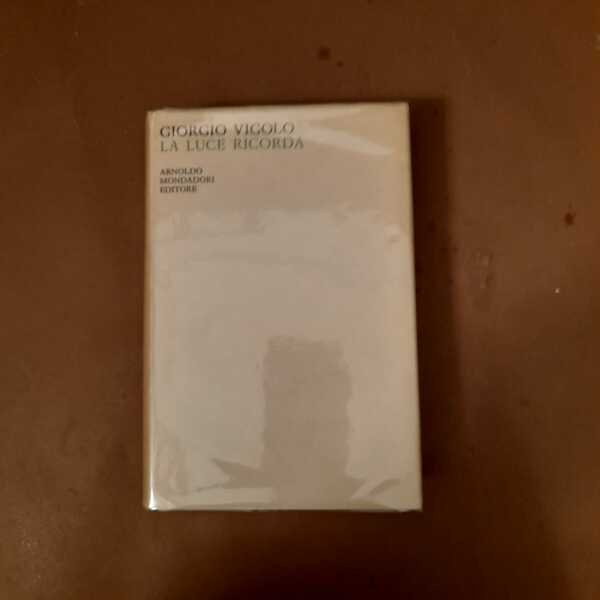 GIORGIO VIGOLO
LA LUCE RICORDA
ARNOLDO
MONDADORI
EDITORE